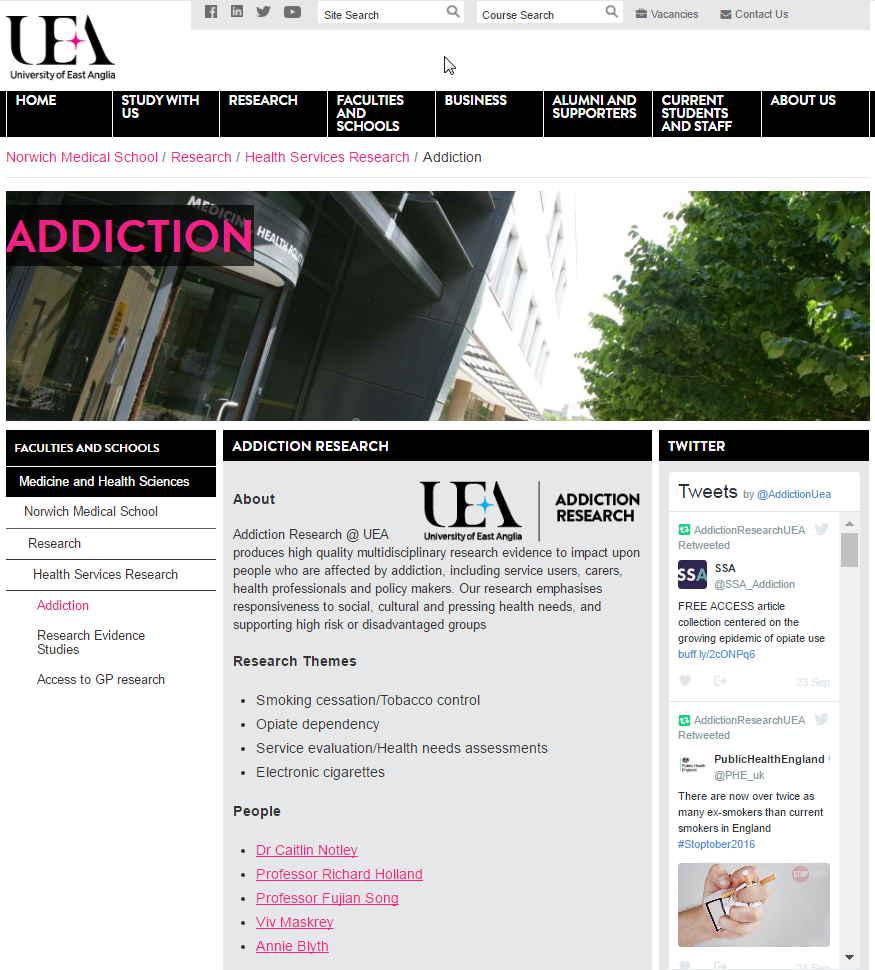 Site Search
Course Search
Vacancies
Contact Us
UEA
University of East Anglia
HOME
STUDY WITH US
RESEARCH
FACULTIES AND SCHOOLS
BUSINESS
ALUMNI AND SUPPORTERS
CURRENT STUDENTS AND STAFF
ABOUT US
Norwich Medical School / Research / Health Services Research / Addiction
MEDICIN
HEALTH POLIC
ADDICTION
FACULTIES AND SCHOOLS
Medicine and Health Sciences
Norwich Medical School
Research
Health Services Research
Addiction
Research Evidence
Studies
Access to GP research
ADDICTION RESEARCH
UEA
University of East Anglia
ADDICTION
RESEARCH
About
Addiction Research @ UEA
produces high quality multidisciplinary research evidence to impact upon
people who are affected by addiction, including service users, carers,
health professionals and policy makers. Our research emphasises
responsiveness to social, cultural and pressing health needs, and
supporting high risk or disadvantaged groups
Research Themes
• Smoking cessation/Tobacco control
• Opiate dependency
• Service evaluation/Health needs assessments
• Electronic cigarettes
People
• Dr Caitlin Notley
• Professor Richard Holland
• Professor Fujian Song
• Viv Maskrey
• Annie Blyth
TWITTER
Tweets by @AddictionUea
AddictionResearchUEA
Retweeted
SSA
SSA
@SSA_Addiction
FREE ACCESS article
collection centered on the
growing epidemic of opiate use
buff.ly/2cONPq6
23 Sep
AddictionResearchUEA
Retweeted
Public Health
England
PublicHealthEngland
@PHE_uk
There are now over twice as
many ex-smokers than current
smokers in England
#Stoptober2016
STOP
24 Sep